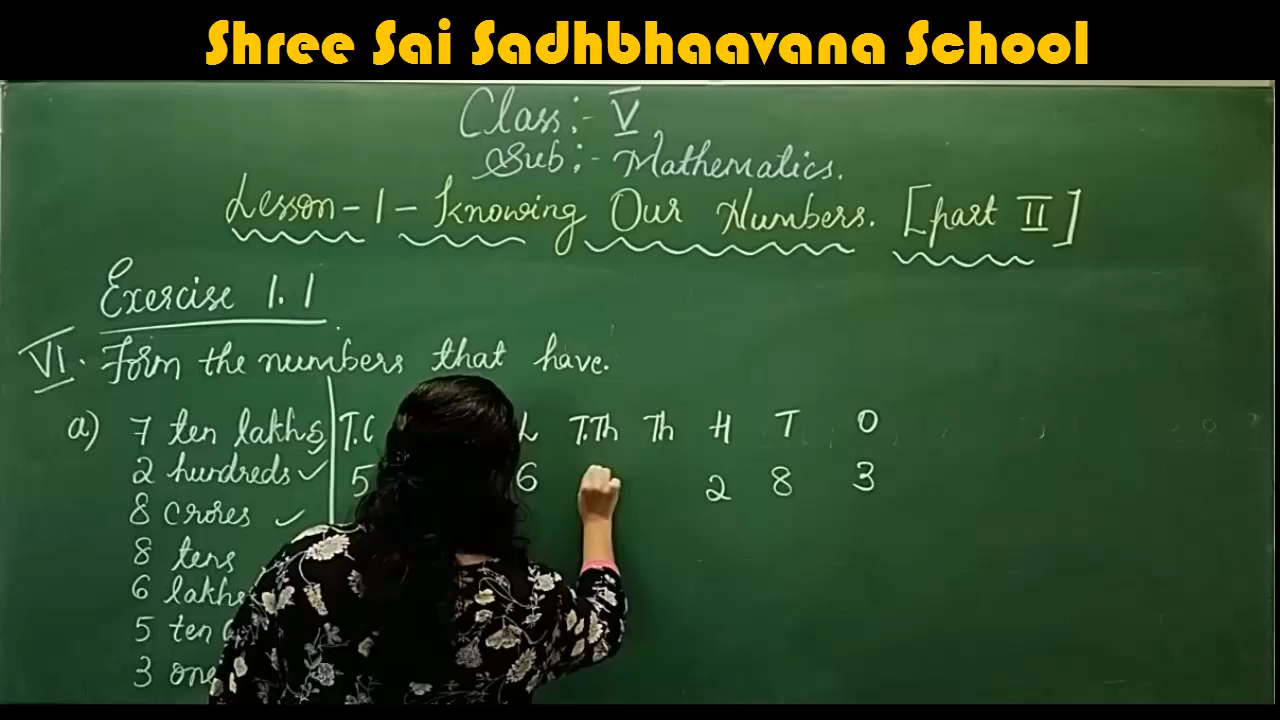 Shree Sai Sadhbhaavana School
Class:- V
Sub:- Mathematics.
Lesson-1-Knowing Our Numbers. [part II]
Exercise 1.1
VI. Form the numbers that have.
a) 7 ten lakhs T.C L T.Th Th H T O
2 hundreds 5 6 2 8 3
8 crores
8 tens
6 lakhs
5 ten
3 ones